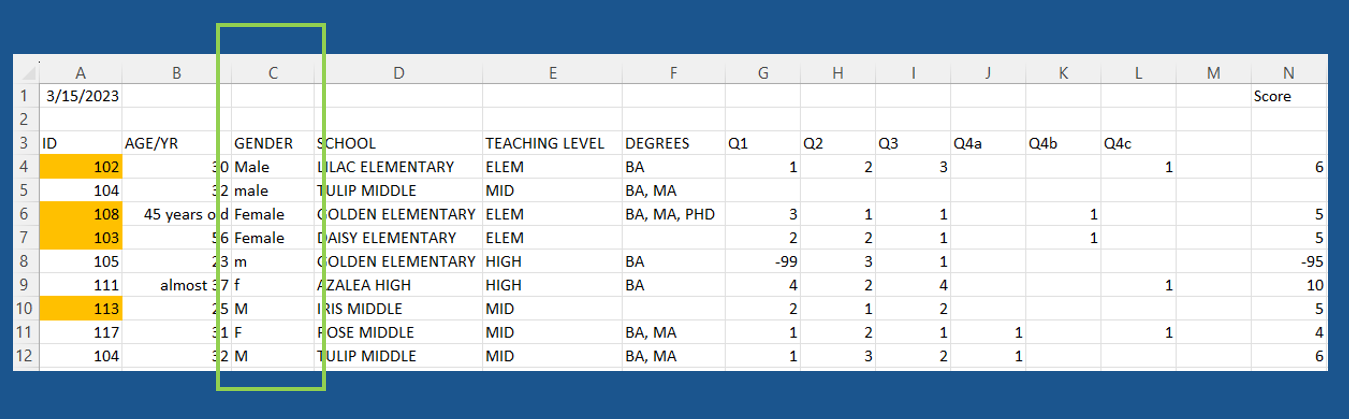 A B C D E F G H I J K L M N
1 3/15/2023 Score
2
3 ID AGE/YR GENDER SCHOOL TEACHING LEVEL DEGREES Q1 Q2 Q3 Q4a Q4b Q4c
4 102 30 Male LILAC ELEMENTARY ELEM BA 1 2 3 1 6
5 104 32 male TULIP MIDDLE MID BA, MA
6 108 45 years old Female GOLDEN ELEMENTARY ELEM BA, MA, PHD 3 1 1 1 5
7 103 56 Female DAISY ELEMENTARY ELEM 2 2 1 1 5
8 105 23 m GOLDEN ELEMENTARY HIGH BA -99 3 1 -95
9 111 almost 37 f AZALEA HIGH HIGH BA 4 2 4 1 10
10 113 25 M IRIS MIDDLE MID 2 1 2 5
11 117 31 F ROSE MIDDLE MID BA, MA 1 2 1 1 1 4
12 104 32 M TULIP MIDDLE MID BA, MA 1 3 2 1 6